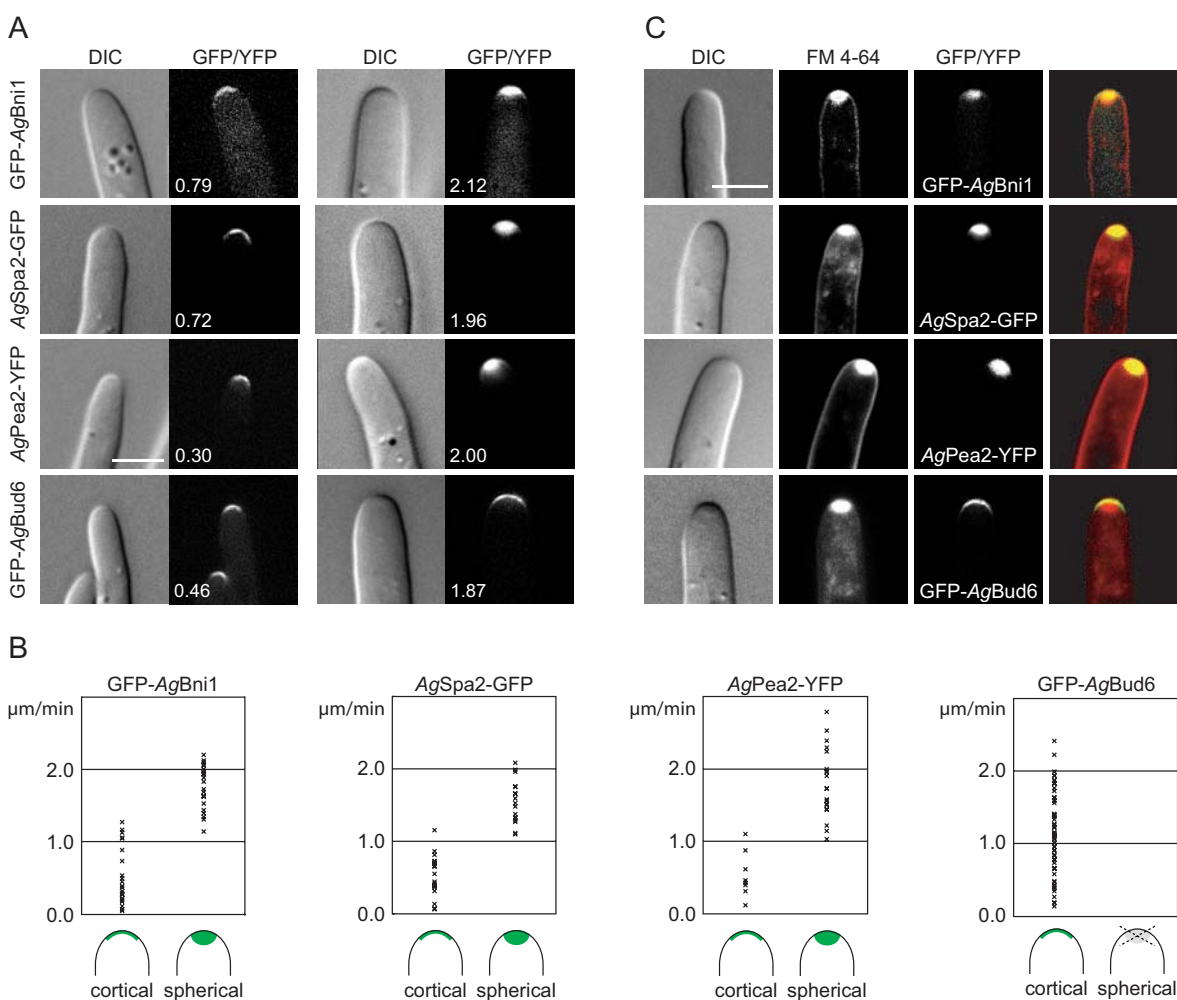 A
C
DIC GFP/YFP DIC GFP/YFP
DIC FM 4-64 GFP/YFP
GFP-AgBni1
0.79
2.12
GFP-AgBni1
AgSpa2-GFP
0.72
1.96
AgSpa2-GFP
AgPea2-YFP
0.30
2.00
AgPea2-YFP
GFP-AgBud6
0.46
1.87
GFP-AgBud6
B
GFP-AgBni1
µm/min
2.0
1.0
0.0
cortical spherical
AgSpa2-GFP
µm/min
2.0
1.0
0.0
cortical spherical
AgPea2-YFP
µm/min
2.0
1.0
0.0
cortical spherical
GFP-AgBud6
µm/min
2.0
1.0
0.0
cortical spherical